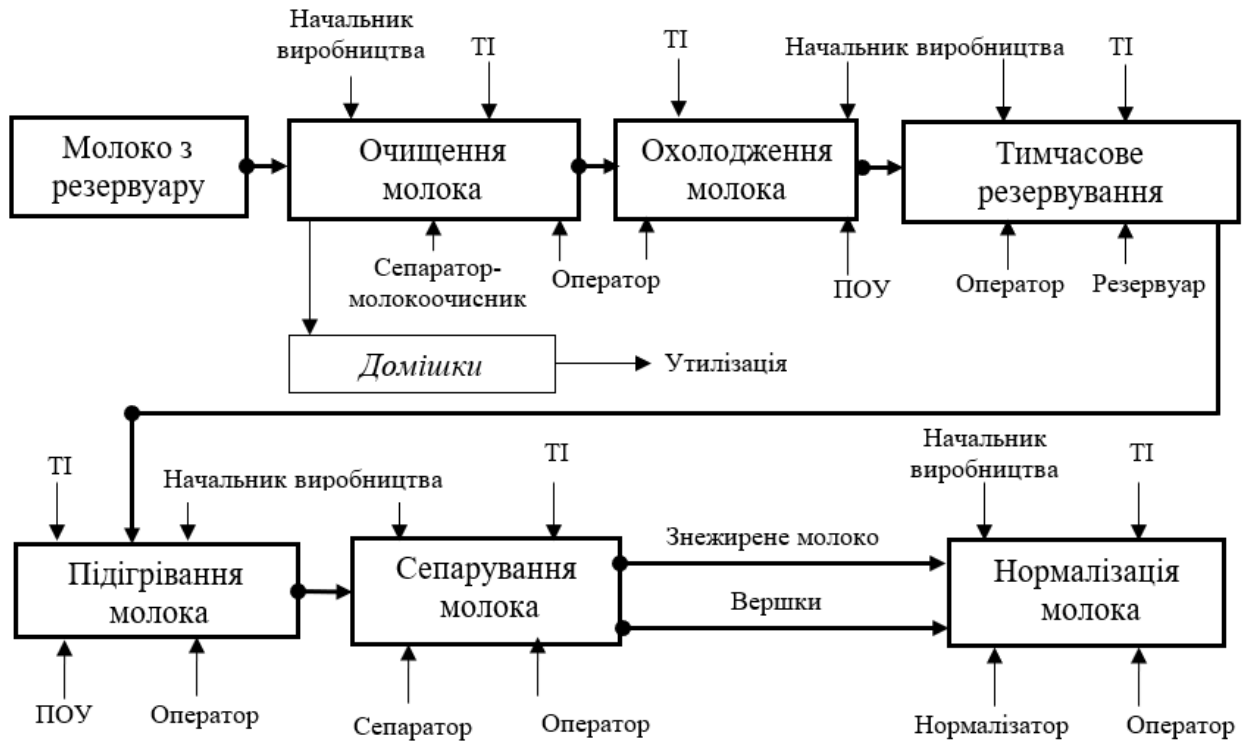 Начальник
виробництва
ТІ
ТІ
Начальник виробництва
ТІ
Молоко з
резервуару
Очищення
молока
Охолодження
молока
Тимчасове
резервування
Сепаратор-
молокоочисник
Оператор
ПОУ
Оператор
Резервуар
Домішки
Утилізація
ТІ
Начальник виробництва
ТІ
Начальник
виробництва
ТІ
Підігрівання
молока
Сепарування
молока
Знежирене молоко
Вершки
Нормалізація
молока
ПОУ
Оператор
Сепаратор
Оператор
Нормалізатор
Оператор